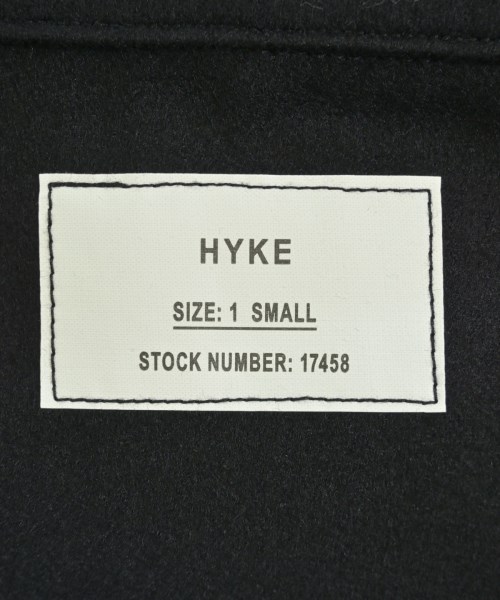 HYKE
SIZE: 1 SMALL
STOCK NUMBER: 17458